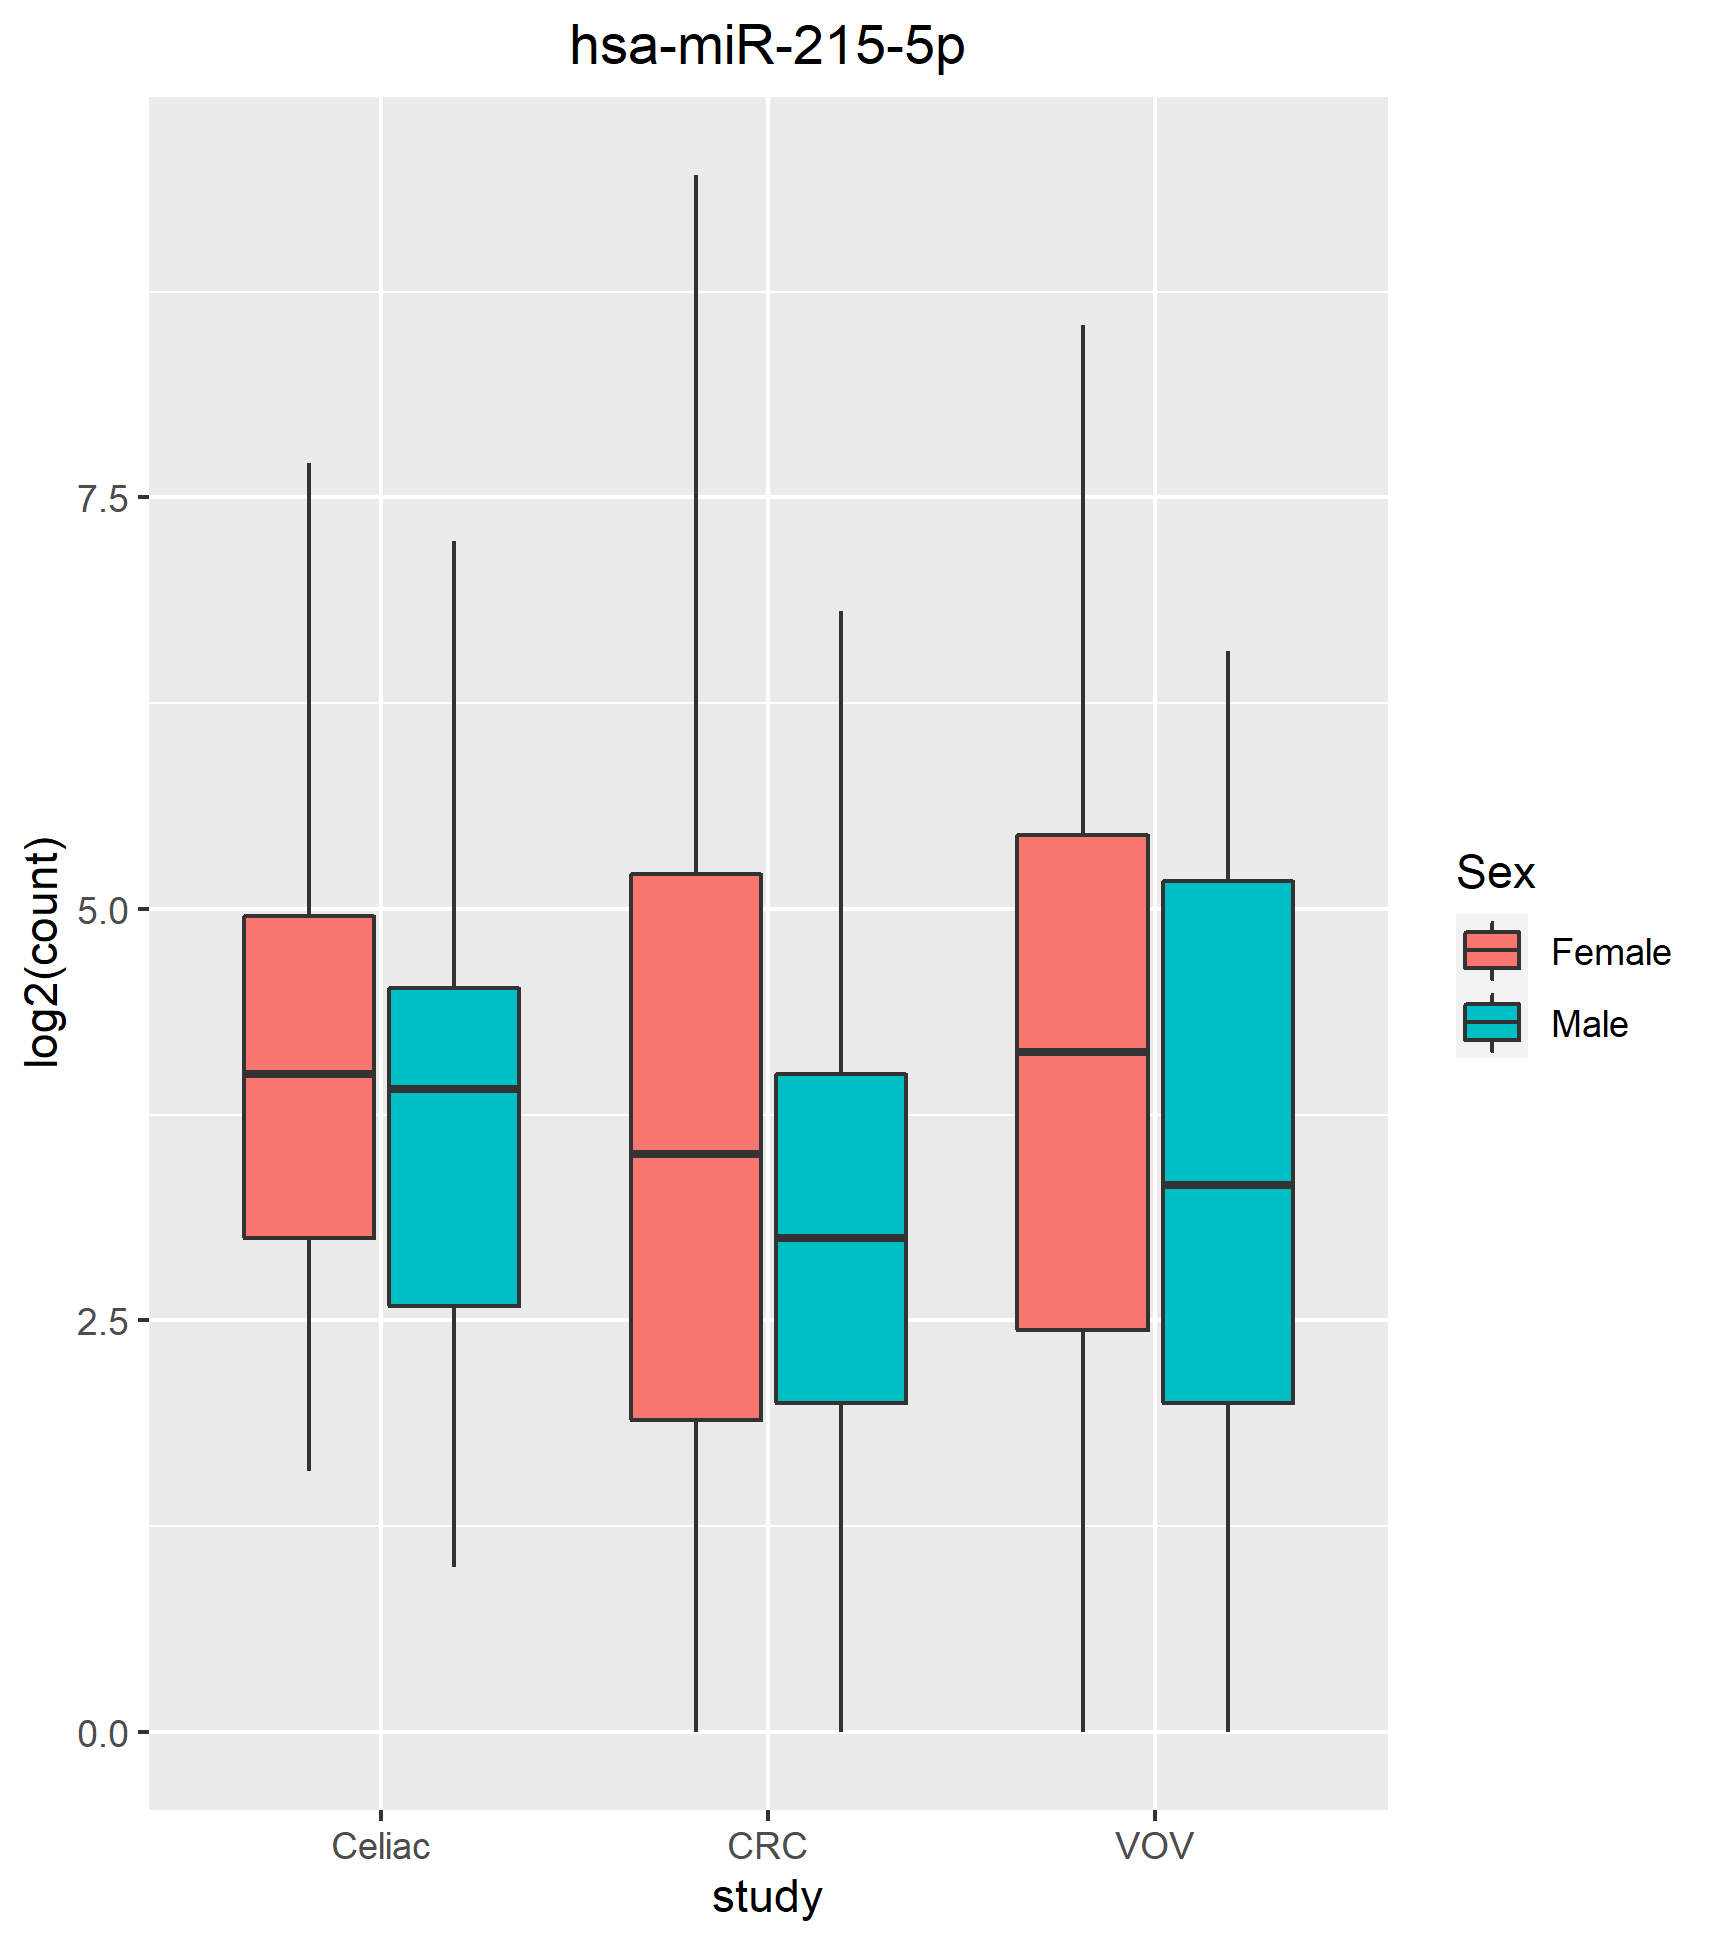 hsa-miR-215-5p
log2(count)
7.5
5.0
2.5
0.0
Celiac
CRC
VOV
study
Sex
Female
Male